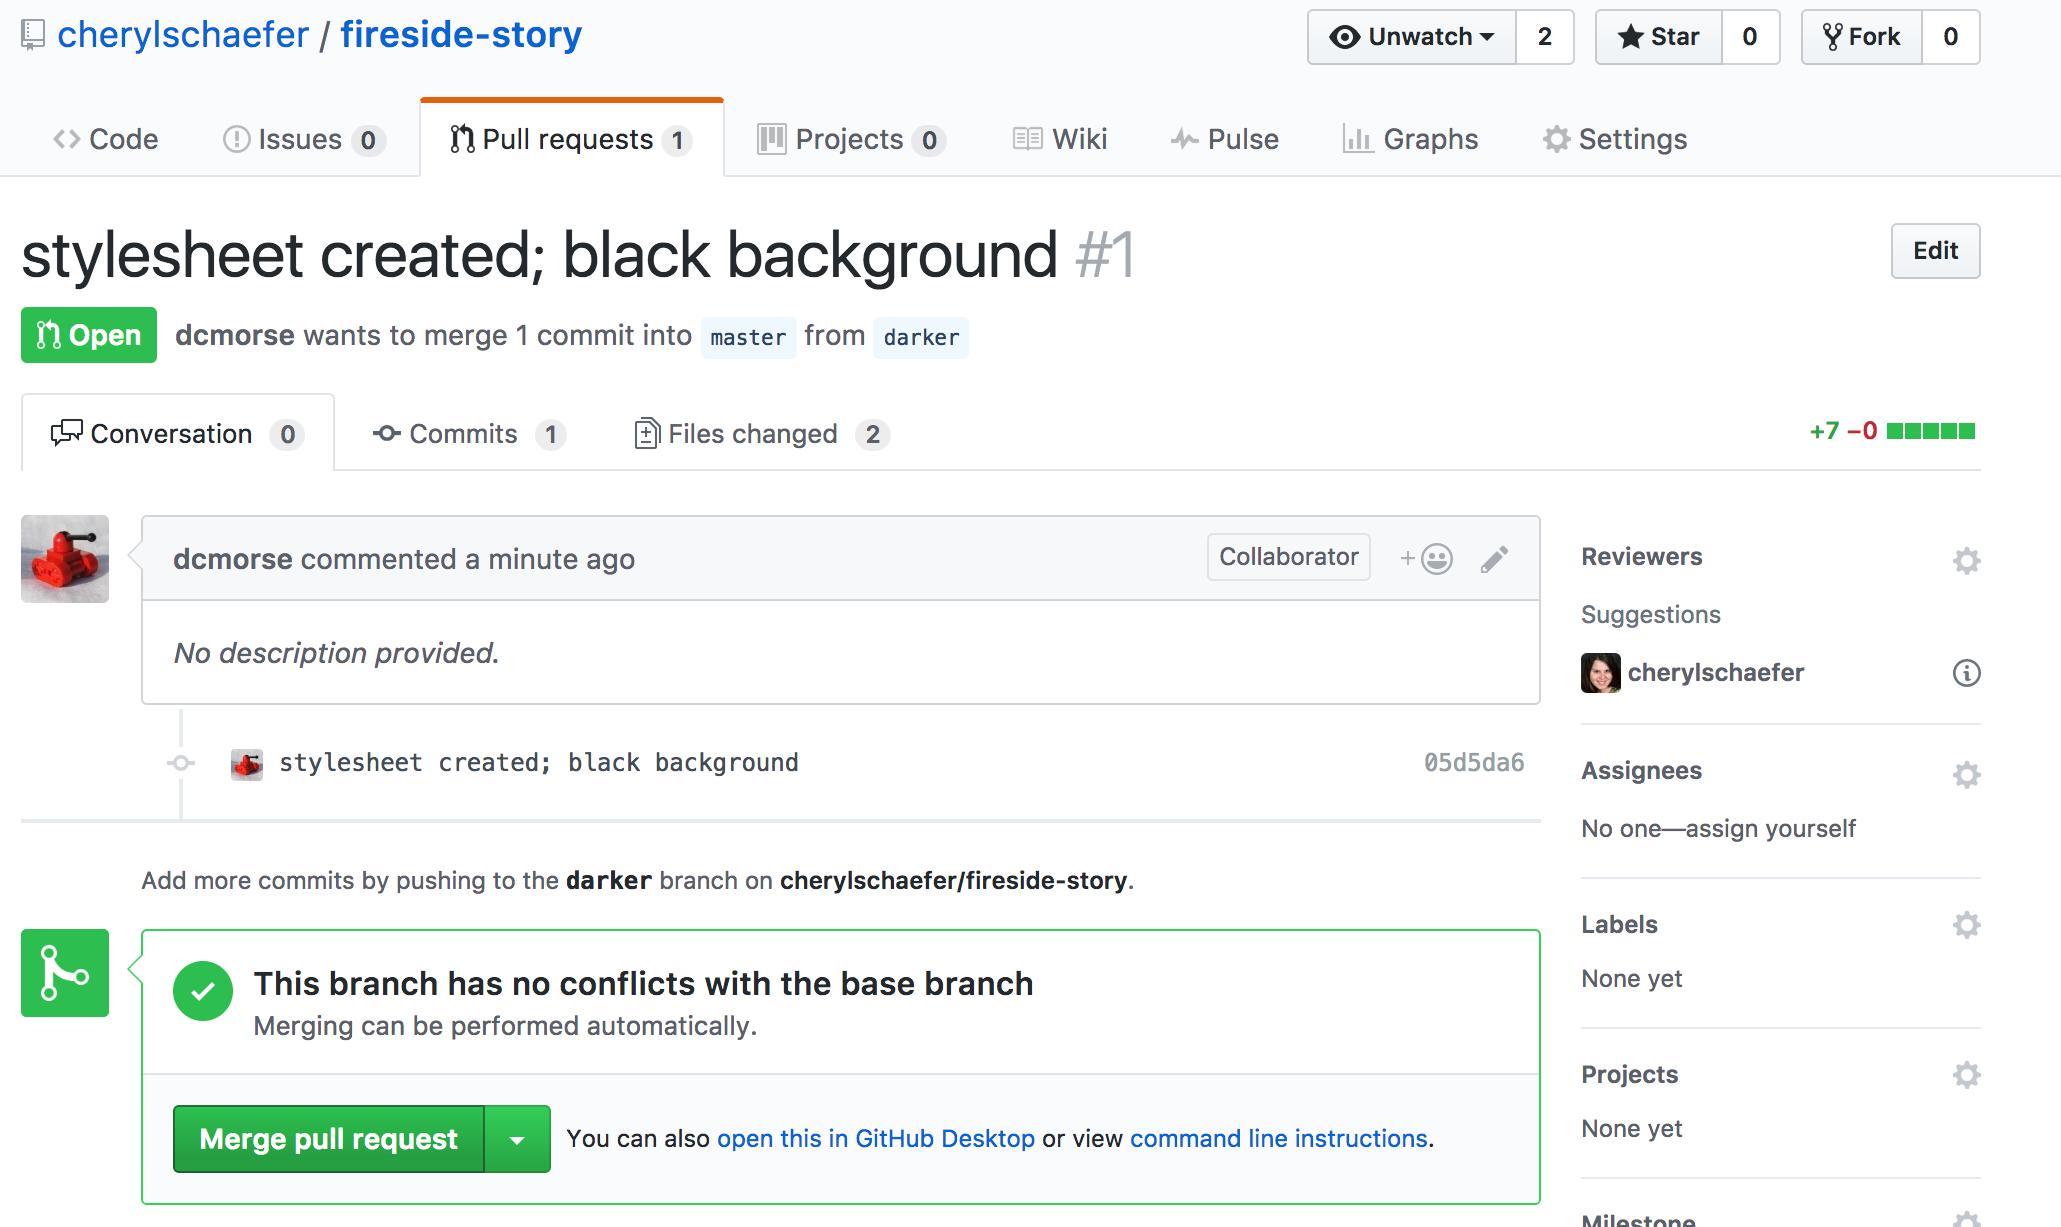 cherylschaefer / fireside-story
Unwatch 2 Star 0 Fork 0
Code Issues 0 Pull requests 1 Projects 0 Wiki Pulse Graphs Settings
stylesheet created; black background #1
Edit
Open dcmorse wants to merge 1 commit into master from darker
Conversation 0 Commits 1 Files changed 2 +7 −0
dcmorse commented a minute ago Collaborator +
No description provided.
stylesheet created; black background 05d5da6
Add more commits by pushing to the darker branch on cherylschaefer/fireside-story.
This branch has no conflicts with the base branch
Merging can be performed automatically.
Merge pull request You can also open this in GitHub Desktop or view command line instructions.
Reviewers
Suggestions
cherylschaefer
Assignees
No one—assign yourself
Labels
None yet
Projects
None yet
Milestone